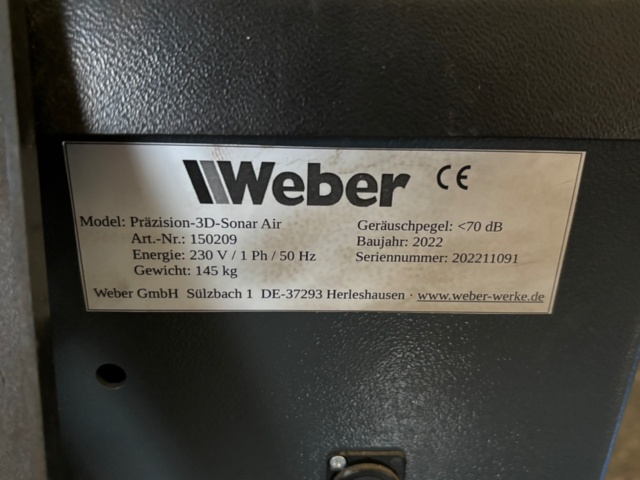 Weber CE
Model: Präzision-3D-Sonar Air
Art.-Nr.: 150209
Energie: 230 V / 1 Ph / 50 Hz
Gewicht: 145 kg
Geräuschpegel: <70 dB
Baujahr: 2022
Seriennummer: 202211091
Weber GmbH Sülzbach 1 DE-37293 Herleshausen · www.weber-werke.de